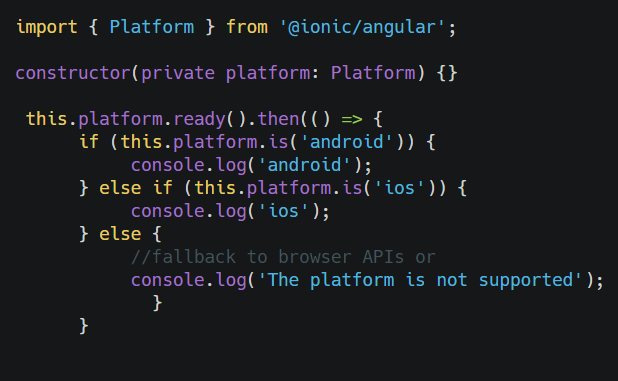 import { Platform } from '@ionic/angular';
constructor(private platform: Platform) {}
this.platform.ready().then(() => {
if (this.platform.is('android')) {
console.log('android');
} else if (this.platform.is('ios')) {
console.log('ios');
} else {
//fallback to browser APIs or
console.log('The platform is not supported');
}
}